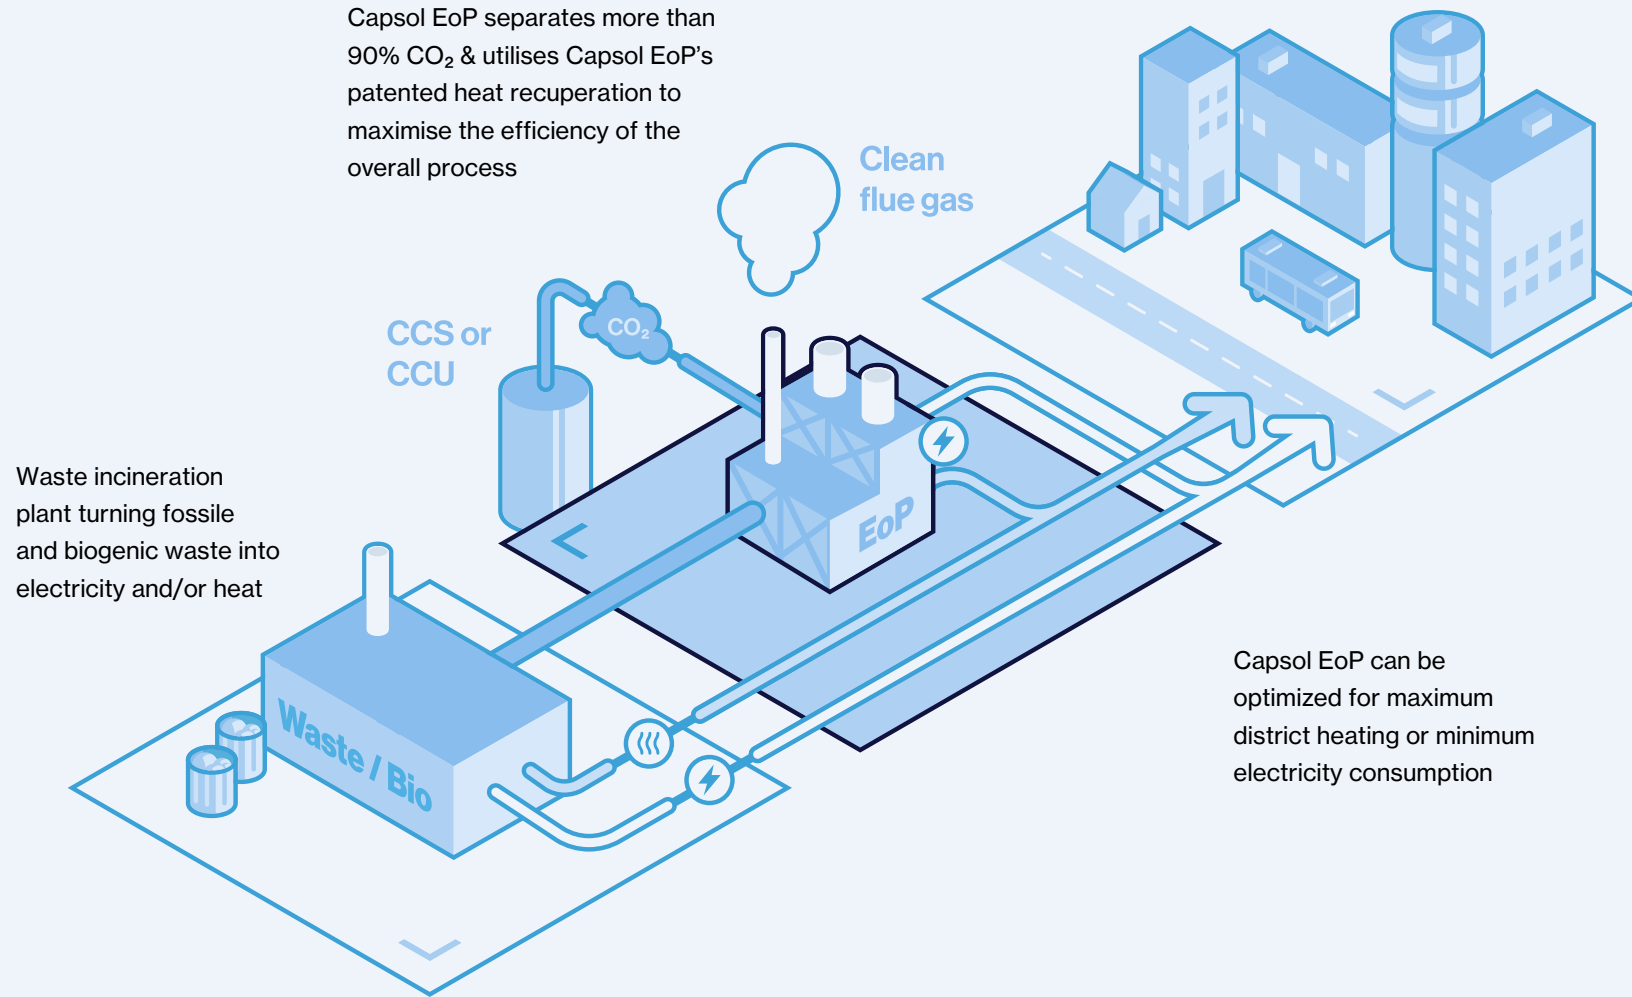 Capsol EoP separates more than
90% CO₂ & utilises Capsol EoP's
patented heat recuperation to
maximise the efficiency of the
overall process
Clean
flue gas
CCS or
CCU
CO₂
Waste incineration
plant turning fossile
and biogenic waste into
electricity and/or heat
EoP
Waste / Bio
Capsol EoP can be
optimized for maximum
district heating or minimum
electricity consumption